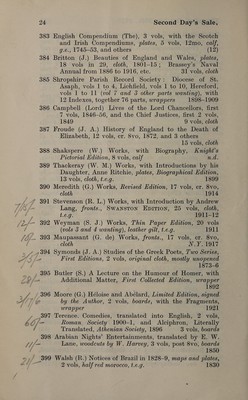 24 Second Day's Sale.
383 English Compendium (The), 3 vols, with the Scotch
and Irish Compendiums, plates, 5 vols, 12mo, calf,
g.e., 1745-53, and others (12)
384 Britton (J.) Beauties of England and Wales, plates,
18 vols in 29, cloth, 1801-15; Brassey's Naval
Annual from 1886 to 1916, etc. 31 vols, cloth
385 Shropshire Parish Record Society: Diocese of St.
Asaph, vols 1 to 4, Lichfield, vols 1 to 10, Hereford,
vols 1 to 11 (vol 7 and 3 other parts wanting), with
12 Indexes, together 76 parts, wrappers 1898-1909
386 Campbell (Lord) Lives of the Lord Chancellors, first
7 vols, 1846-56, and the Chief Justices, first 2 vols,
1849 9 vols, cloth
387 Froude (J. A.) History of England to the Death of
Elizabeth, 12 vols, cr. 8vo, 1872, and 3 others
15 vols, cloth
388 Shakspere (W.) Works, with Biography, Knight's
Pictorial Edition, 8 vols, calf n.d.
389 Thackeray (W. M.) Works, with Introductions by his
Daughter, Anne Ritchie, plates, Biographical Edition,
13 vols, cloth, t.e.g. 1899
390 Meredith (G.) Works, Revised Edition, 17 vols, cr. 8vo,
cloth 1914
391 Stevenson (R. L.) Works, with Introduction by Andrew
Lang, fronts., SWANSTON EDITION, 25 vols, cloth,
t.e.g. 1911-12
392 Weyman (S. J.) Works, Thin Paper Edition, 20 vols
(vols 3 and 4 wanting), leather gilt, t.e.g. 1911
393 Maupassant (G. de) Works, fronts., 17 vols, cr. 8vo,
cloth N.Y. 1917
394 Symonds (J. A.) Studies of the Greek Poets, Two Series,
First Editions, 2 vols, original cloth, mostly unopened
1873-6
395 Butler (S.) A Lecture on the Humour of Homer, with
Additional Matter, First Collected Edition, wrapper
1892
396 Moore (G.) Héloise and Abélard, Limited Edition, signed
by the Author, 2 vols, boards, with the Fragments,
wrapper 1921
397 Terence Comedies, translated into English, 2 vols,
Roman Society 1900-1, and Alciphron, Literally
Translated, Athenian Society, 1896 3 vols, boards
398 Arabian Nights' Entertainments, translated by E. W.
Lane, woodcuts by W. Harvey, 3 vols, post 8vo, boards
1850
399 Walsh (R.) Notices of Brazil in 1828-9, maps and plates,
2 vols, half red morocco, t.e.g. 1830